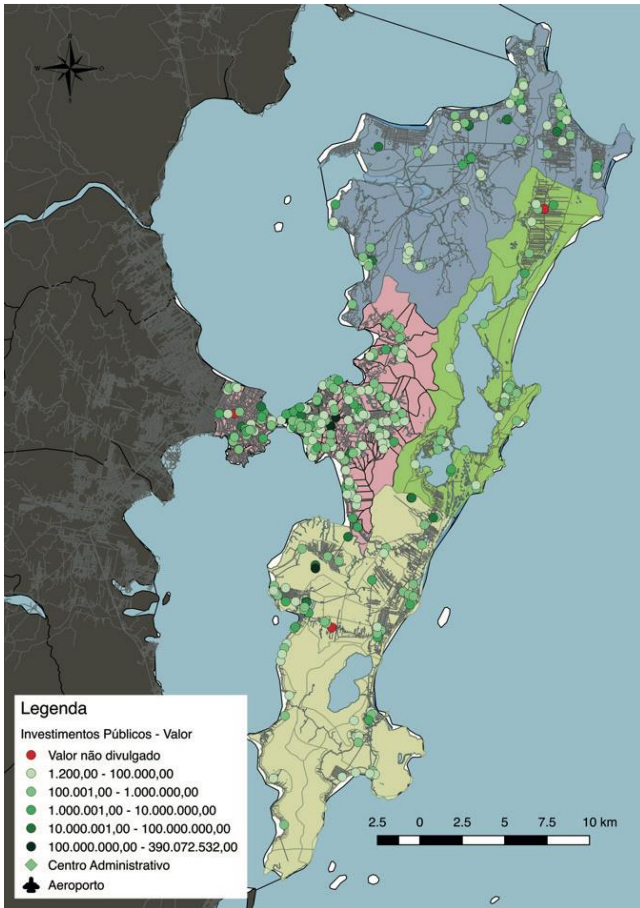 N
S
Legenda
Investimentos Públicos - Valor
Valor não divulgado
1.200,00 - 100.000,00
100.001,00 - 1.000.000,00
1.000.001,00 - 10.000.000,00
10.000.001,00 - 100.000.000,00
100.000.000,00 - 390.072.532,00
Centro Administrativo
Aeroporto
2.5 0 2.5 5 7.5 10 km